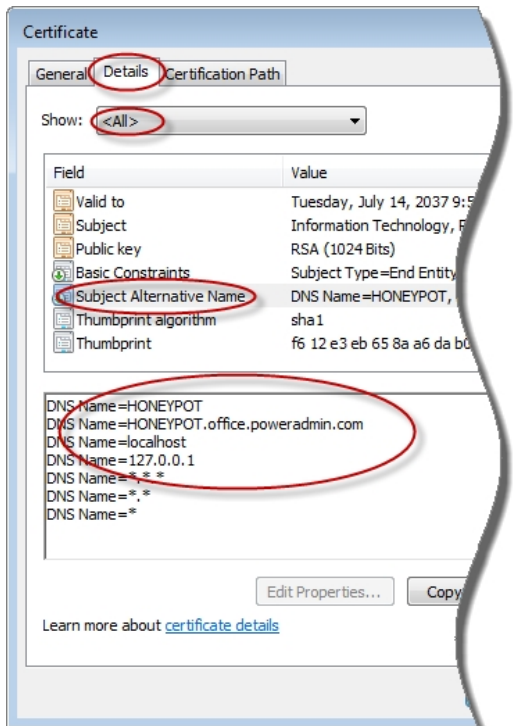 Certificate
General Details Certification Path
Show: <All>
Field Value
Valid to Tuesday, July 14, 2037 9:5
Subject Information Technology,
Public key RSA (1024 Bits)
Basic Constraints Subject Type=End Entity
Subject Alternative Name DNS Name=HONEYPOT,
Thumbprint algorithm sha1
Thumbprint f6 12 e3 eb 65 8a a6 da b0
DNS Name=HONEYPOT
DNS Name=HONEYPOT.office.poweradmin.com
DNS Name=localhost
DNS Name=127.0.0.1
DNS Name=*.*.*
DNS Name=*.*
DNS Name=*
Edit Properties... Copy
Learn more about certificate details